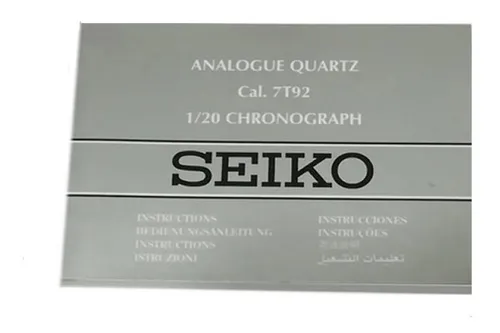 ANALOGUE QUARTZ
Cal. 7T92
1/20 CHRONOGRAPH
SEIKO
INSTRUCTIONS
BEDIENUNGSANLEITUNG
INSTRUCTIONS
ISTRUZIONI
INSTRUCCIONES
INSTRUÇÕES
تعليمات التشغيل